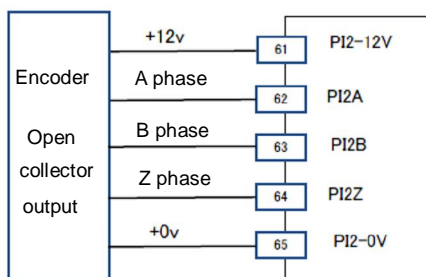 +12v
61
PI2-12V
Encoder
A phase
62
PI2A
Open
collector
output
B phase
63
PI2B
Z phase
64
PI2Z
+0v
65
PI2-0V